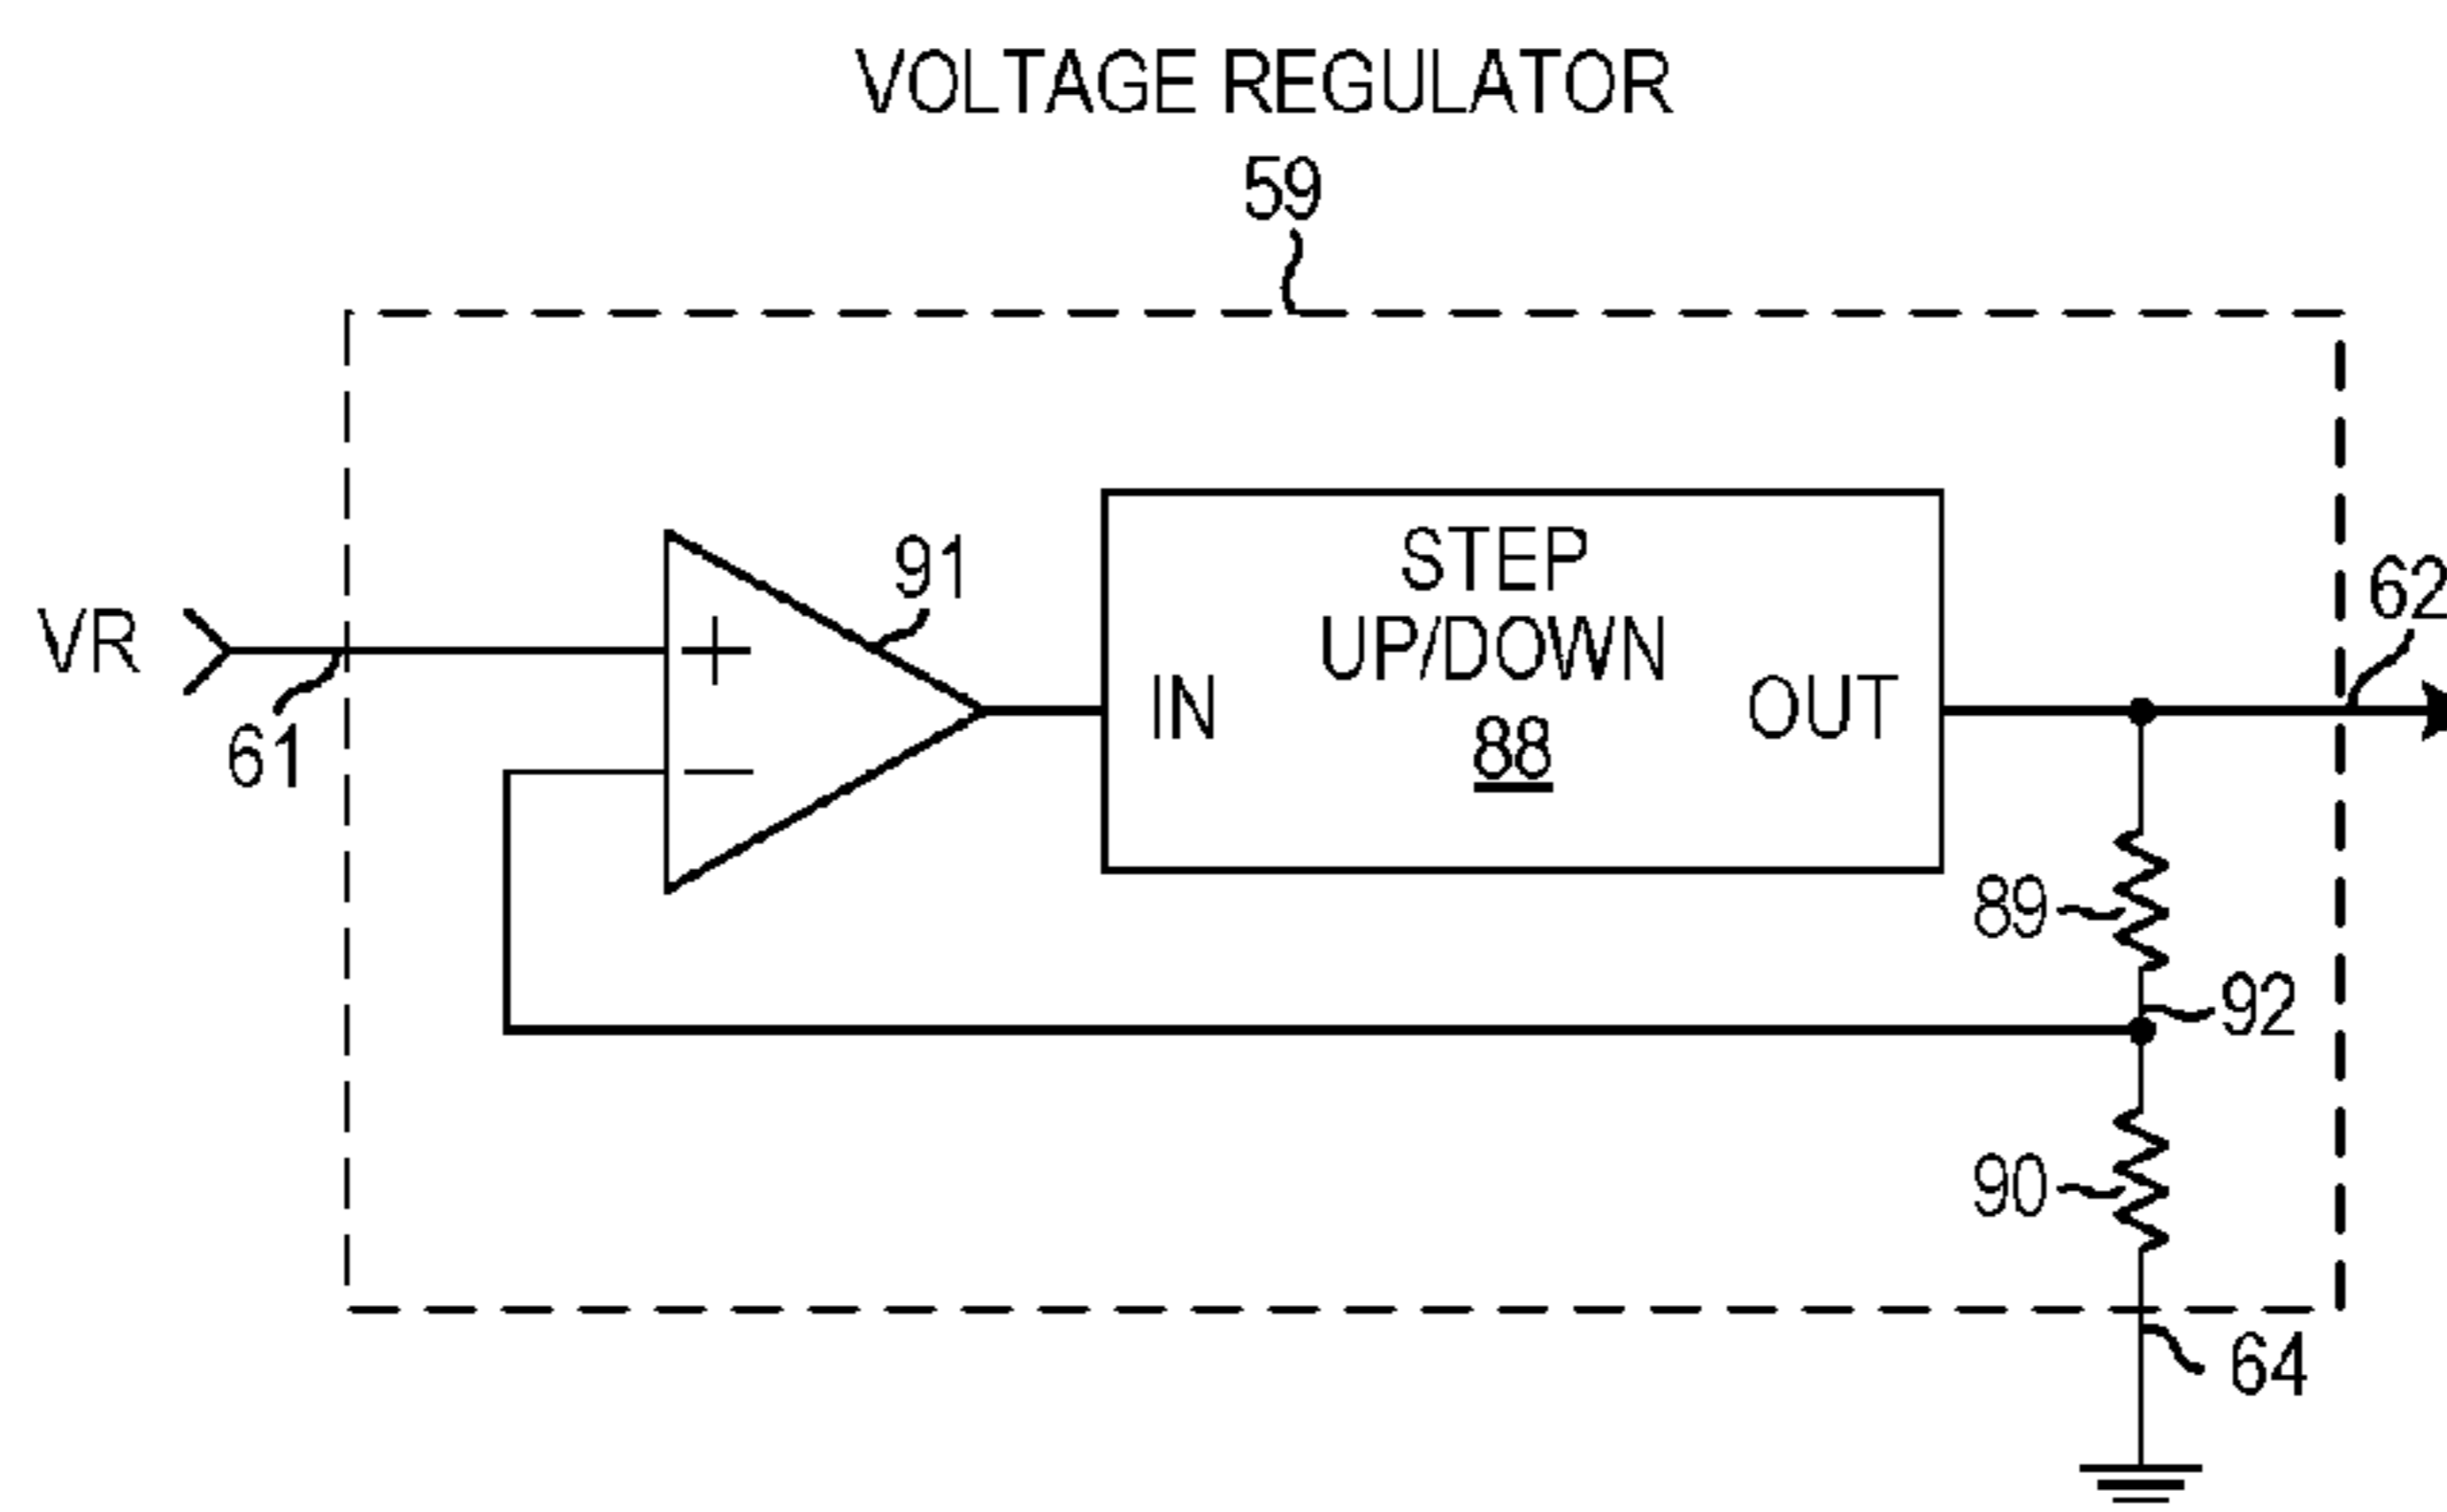 VOLTAGE REGULATOR
59
VR
61
+
−
91
STEP
UP/DOWN
IN
OUT
88
62
89
92
90
64